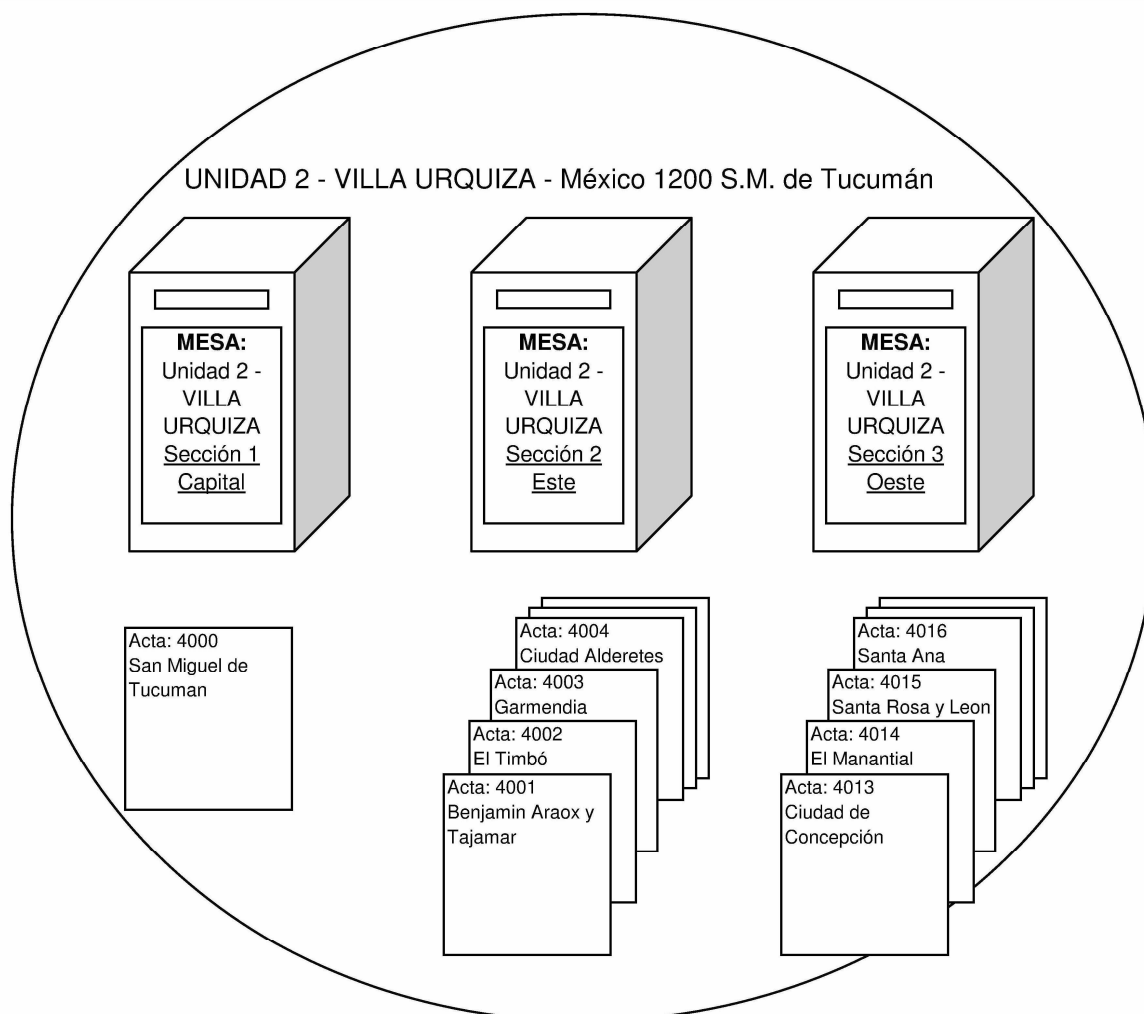 UNIDAD 2 - VILLA URQUIZA - México 1200 S.M. de Tucumán
MESA:
Unidad 2 -
VILLA
URQUIZA
Sección 1
Capital
MESA:
Unidad 2 -
VILLA
URQUIZA
Sección 2
Este
MESA:
Unidad 2 -
VILLA
URQUIZA
Sección 3
Oeste
Acta: 4000
San Miguel de
Tucuman
Acta: 4004
Ciudad Alderetes
Acta: 4003
Garmendia
Acta: 4002
El Timbó
Acta: 4001
Benjamin Araox y
Tajamar
Acta: 4016
Santa Ana
Acta: 4015
Santa Rosa y Leon
Acta: 4014
El Manantial
Acta: 4013
Ciudad de
Concepción